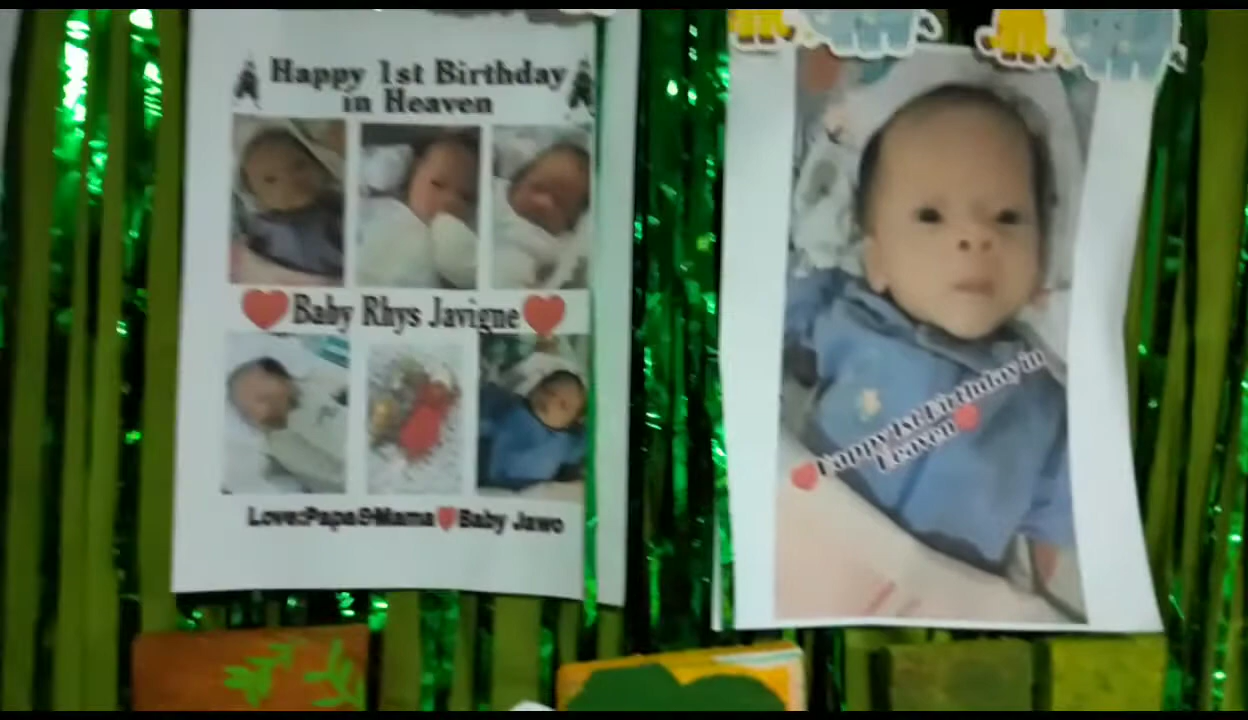 Happy 1st Birthday
in Heaven
Baby Rhys Javigne
Love:Papa&Mama Baby Jawo
Happy 1st Birthday in
Heaven